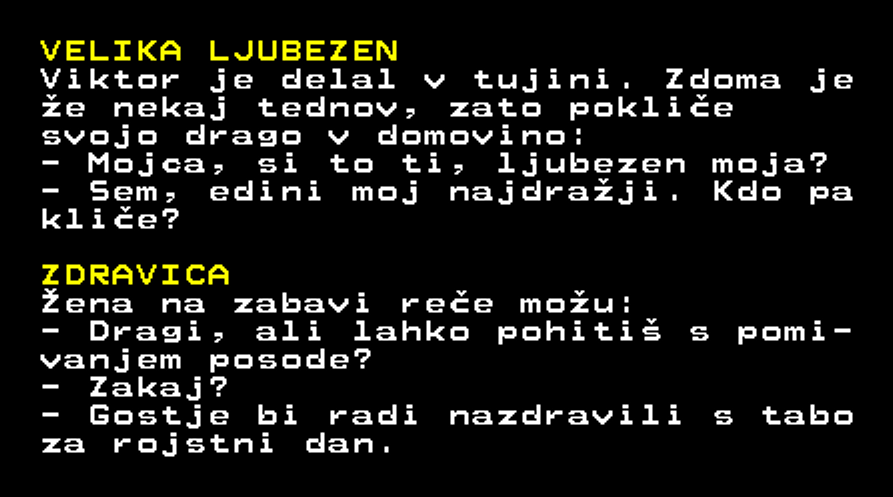 VELIKA LJUBEZEN
Viktor je delal v tujini. Zdoma je
že nekaj tednov, zato pokliče
svojo drago v domovino:
- Mojca, si to ti, ljubezen moja?
- Sem, edini moj najdražji. Kdo pa
kliče?
ZDRAVICA
Žena na zabavi reče možu:
- Dragi, ali lahko pohitiš s pomi-
vanjem posode?
- Zakaj?
- Gostje bi radi nazdravili s tabo
za rojstni dan.